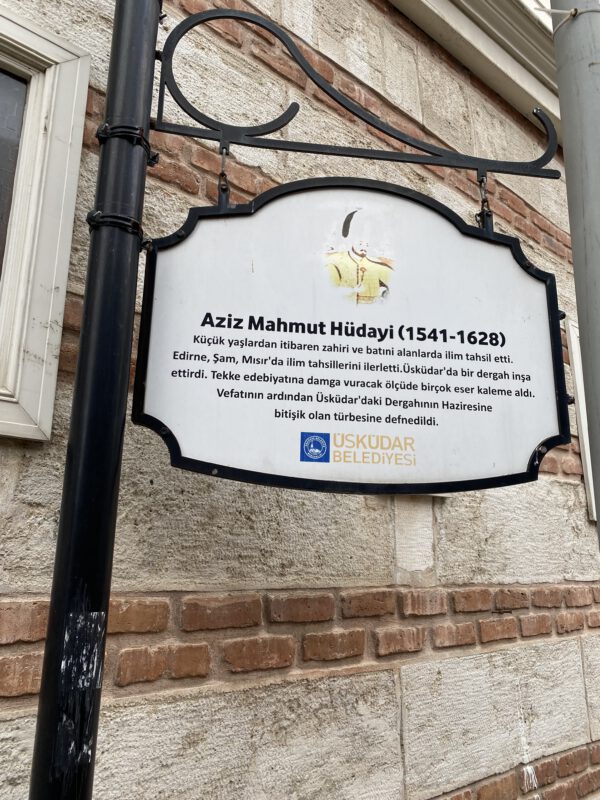 Aziz Mahmut Hüdayi (1541-1628)
Küçük yaşlardan itibaren zahiri ve batıni alanlarda ilim tahsil etti.
Edirne, Şam, Mısır'da ilim tahsillerini ilerletti.Üsküdar'da bir dergah inşa
ettirdi. Tekke edebiyatına damga vuracak ölçüde birçok eser kaleme aldı.
Vefatının ardından Üsküdar'daki Dergahının Haziresine
bitişik olan türbesine defnedildi.
ÜSKÜDAR
BELEDİYESİ